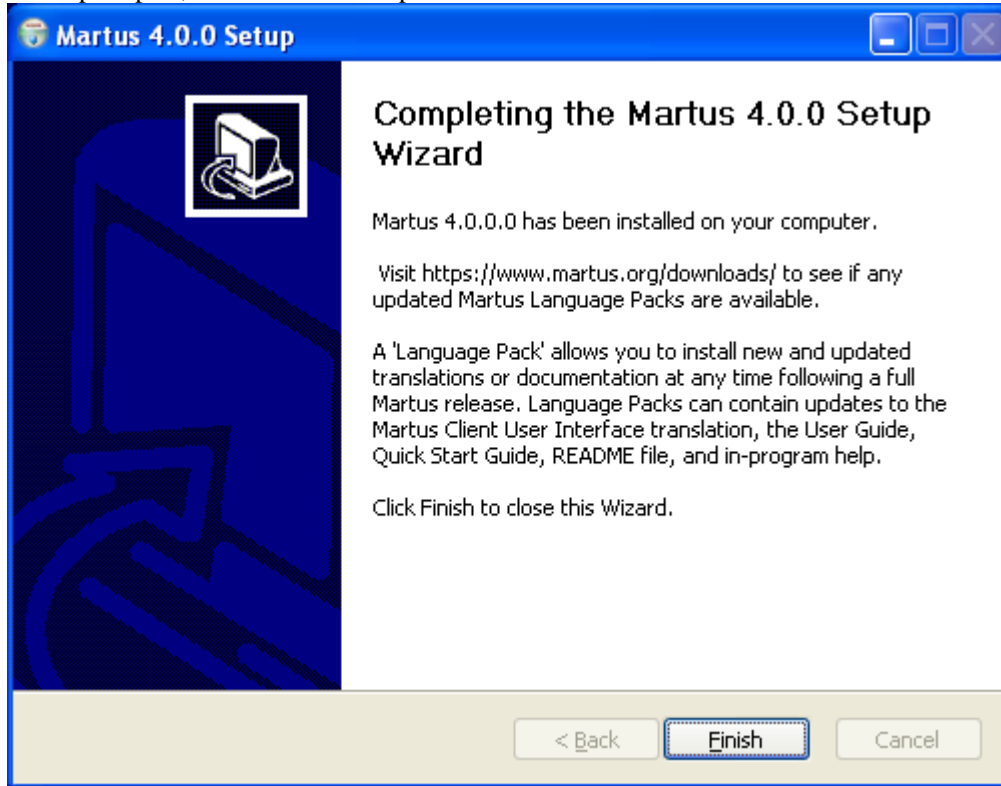 Martus 4.0.0 Setup
Completing the Martus 4.0.0 Setup
Wizard
Martus 4.0.0.0 has been installed on your computer.
Visit https://www.martus.org/downloads/ to see if any
updated Martus Language Packs are available.
A 'Language Pack' allows you to install new and updated
translations or documentation at any time following a full
Martus release. Language Packs can contain updates to the
Martus Client User Interface translation, the User Guide,
Quick Start Guide, README file, and in-program help.
Click Finish to close this Wizard.
< Back Finish Cancel